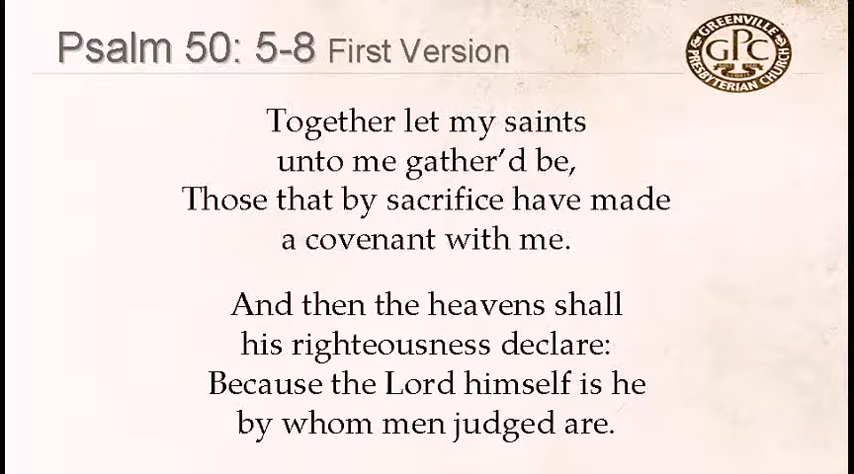 Psalm 50: 5-8 First Version
GREENVILLE
GPC
PRESBYTERIAN CHURCH
Together let my saints
unto me gather’d be,
Those that by sacrifice have made
a covenant with me.
And then the heavens shall
his righteousness declare:
Because the Lord himself is he
by whom men judged are.